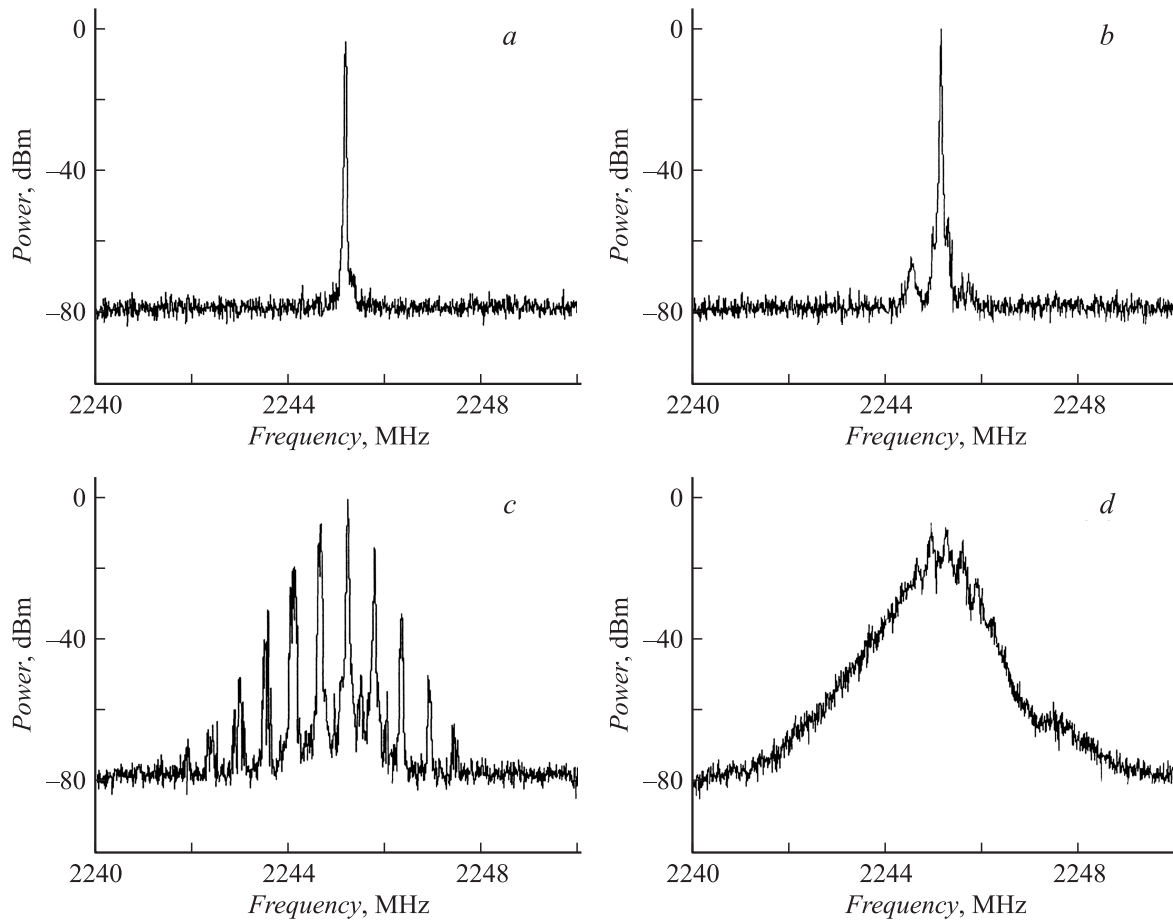 0
a
Power, dBm
–40
–80
2240 2244 2248
Frequency, MHz
0
b
Power, dBm
–40
–80
2240 2244 2248
Frequency, MHz
0
c
Power, dBm
–40
–80
2240 2244 2248
Frequency, MHz
0
d
Power, dBm
–40
–80
2240 2244 2248
Frequency, MHz